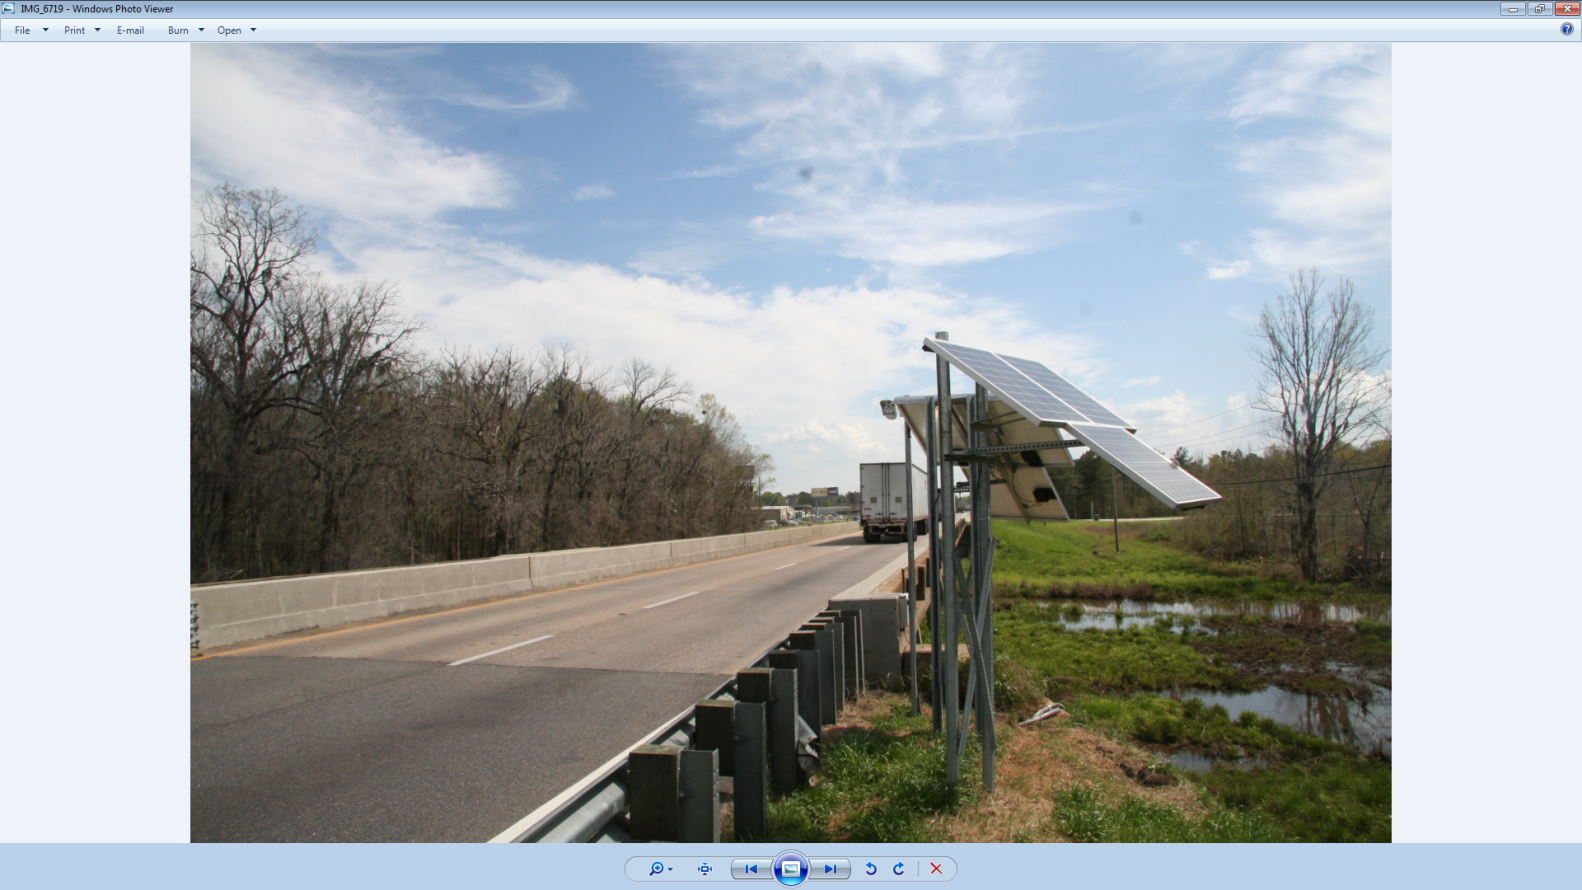 IMG_6719 - Windows Photo Viewer
File Print E-mail Burn Open